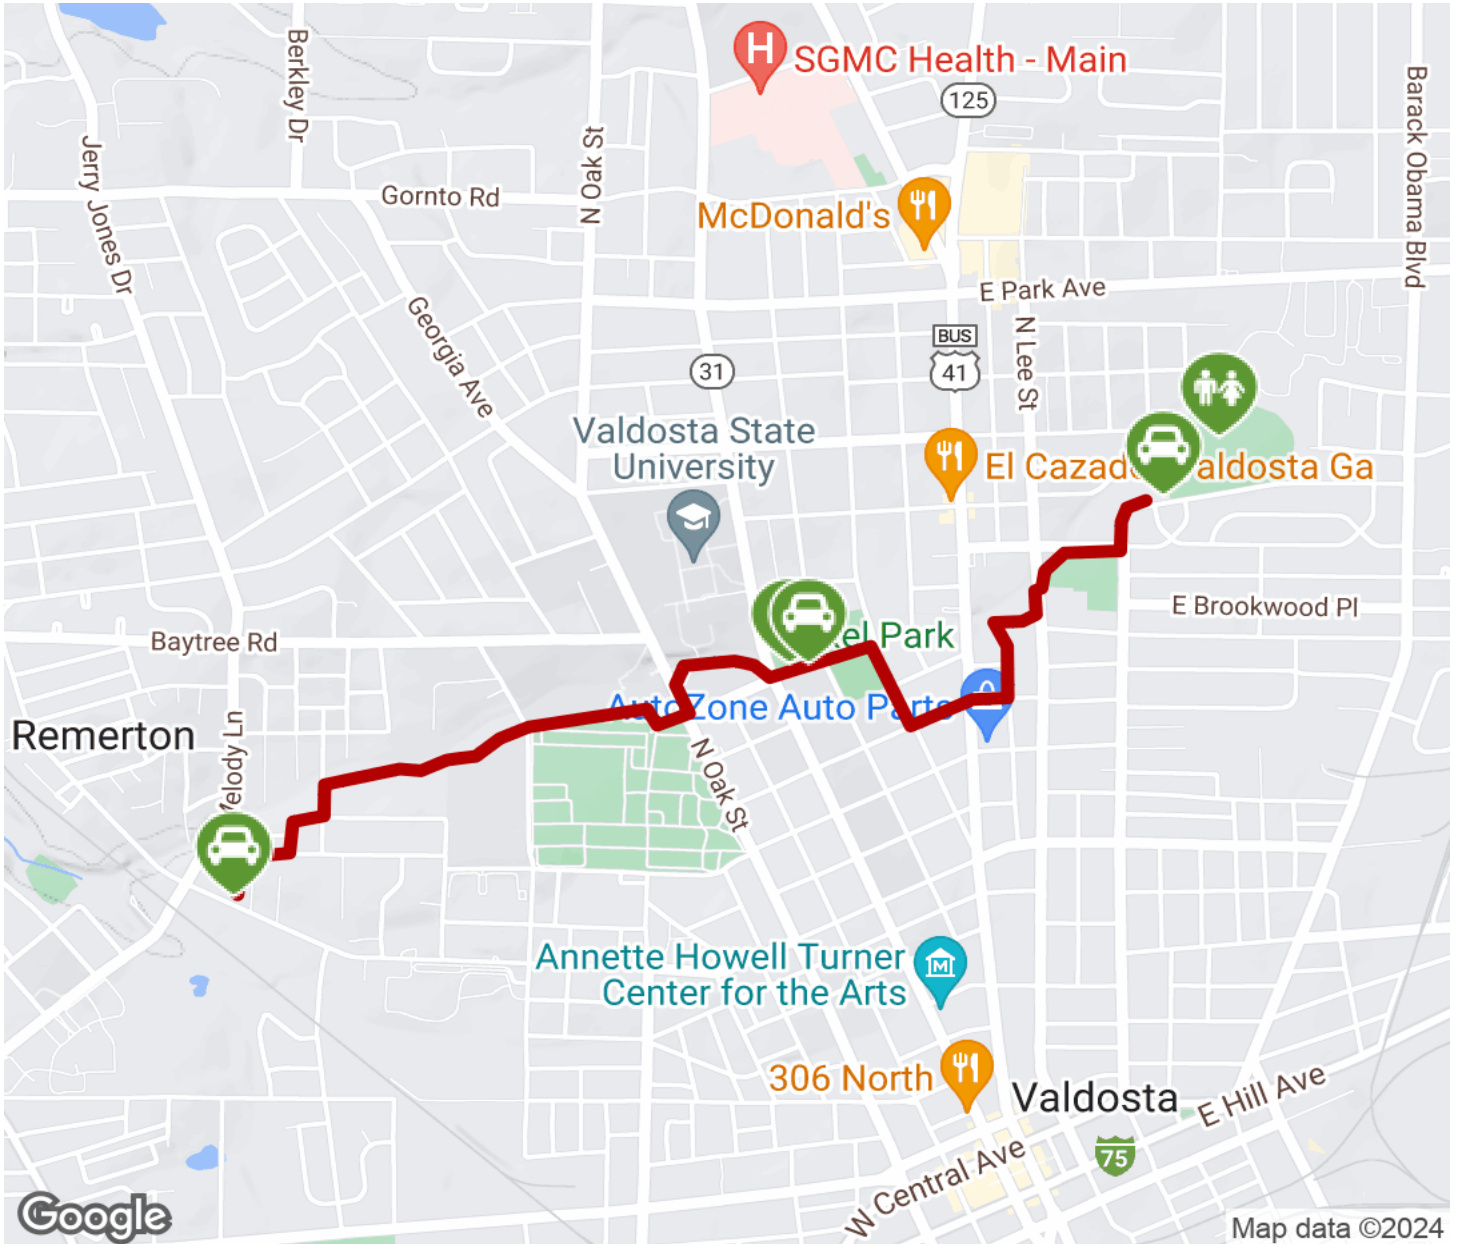 SGMC Health - Main
H
125
Berkley Dr
Barack Obama Blvd
Jerry Jones Dr
N Oak St
Gornto Rd
McDonald's
E Park Ave
Georgia Ave
N Lee St
BUS
41
31
Valdosta State
University
El Cazad
aldosta Ga
E Brookwood Pl
Baytree Rd
el Park
AutoZone Auto Parts
Remerton
Melody Ln
N Oak St
Annette Howell Turner
Center for the Arts
M
306 North
Valdosta
E Hill Ave
75
W Central Ave
Google
Map data ©2024